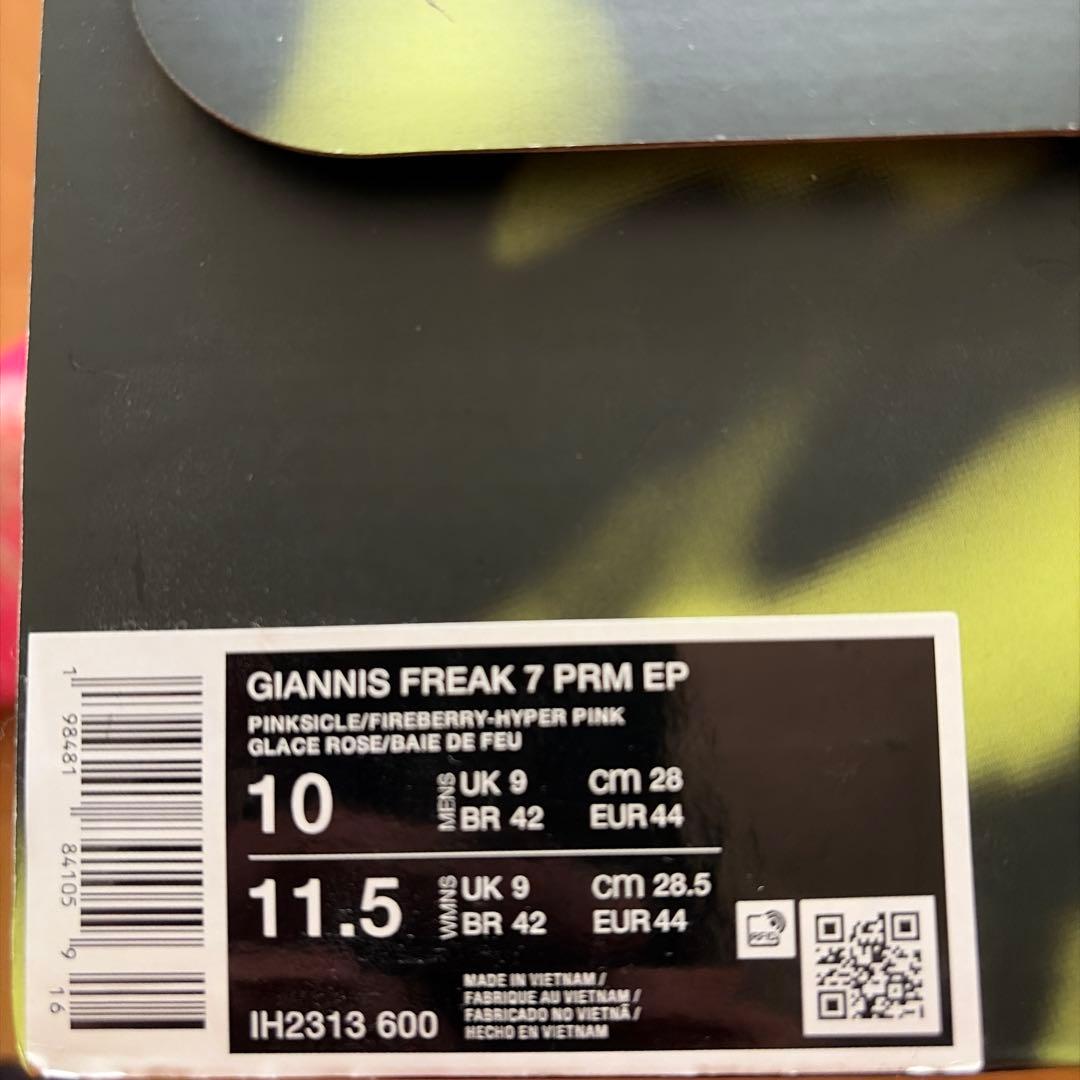 GIANNIS FREAK 7 PRM EP
PINKSICLE/FIREBERRY-HYPER PINK
GLACE ROSE/BAIE DE FEU
10 MENS UK 9 cm 28
BR 42 EUR 44
11.5 WMNS UK 9 cm 28.5
BR 42 EUR 44
RFID
MADE IN VIETNAM /
FABRIQUE AU VIETNAM /
FABRICADO NO VIETNÃ /
HECHO EN VIETNAM
IH2313 600
1 98481 84105 9 16